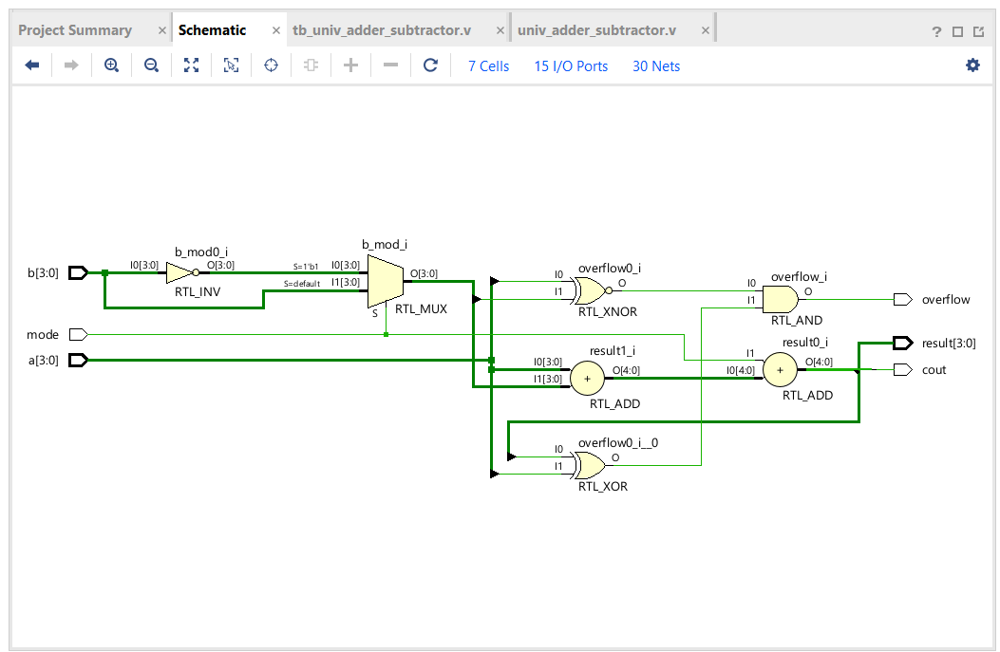 Project Summary × Schematic × tb_univ_adder_subtractor.v × univ_adder_subtractor.v × ?
7 Cells 15 I/O Ports 30 Nets
b_mod_i
b_mod0_i
I0[3:0] O[3:0] S=1'b1 I0[3:0]
b[3:0] O[3:0]
S=default I1[3:0]
RTL_INV
S RTL_MUX
overflow0_i
I0 O
I1
RTL_XNOR
overflow_i
I0 O
I1 overflow
RTL_AND
mode
a[3:0]
result1_i
I0[3:0] O[4:0]
I1[3:0] +
RTL_ADD
result0_i
I1 O[4:0]
I0[4:0] +
RTL_ADD
result[3:0]
cout
overflow0_i__0
I0 O
I1
RTL_XOR